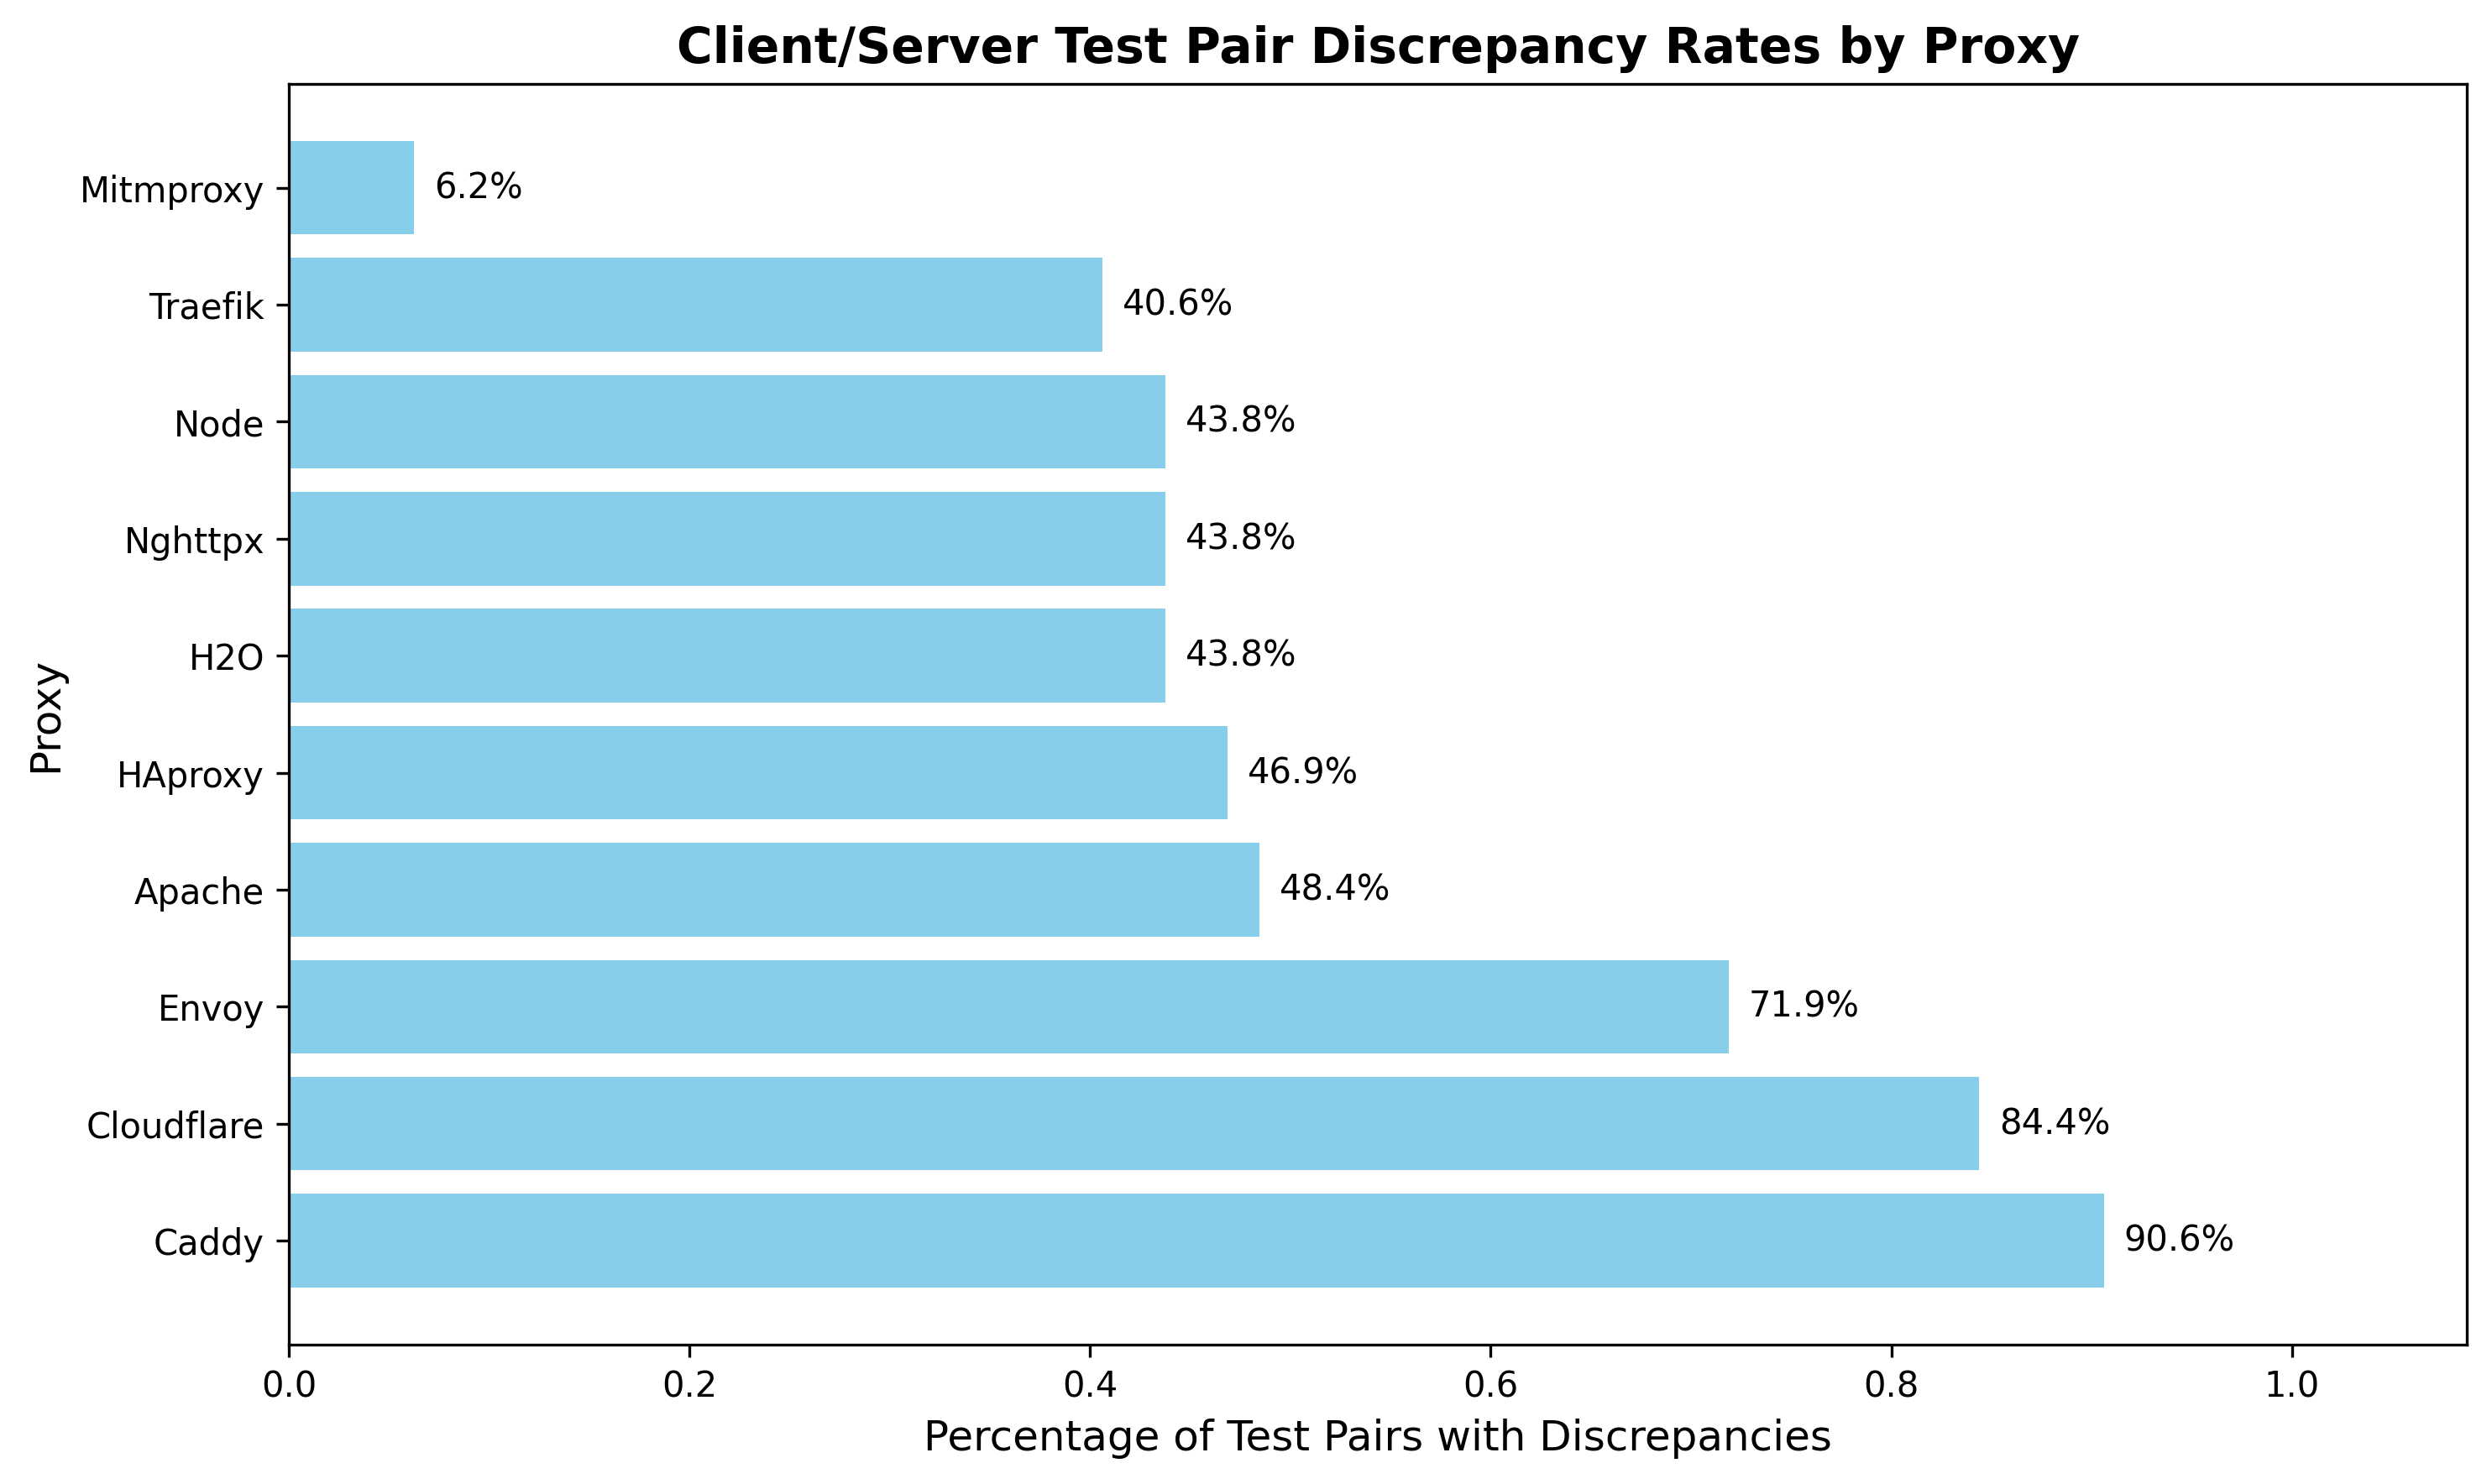 Client/Server Test Pair Discrepancy Rates by Proxy
Mitmproxy 6.2%
Traefik 40.6%
Node 43.8%
Nghttpx 43.8%
H2O 43.8%
HAproxy 46.9%
Apache 48.4%
Envoy 71.9%
Cloudflare 84.4%
Caddy 90.6%
Proxy
0.0 0.2 0.4 0.6 0.8 1.0
Percentage of Test Pairs with Discrepancies